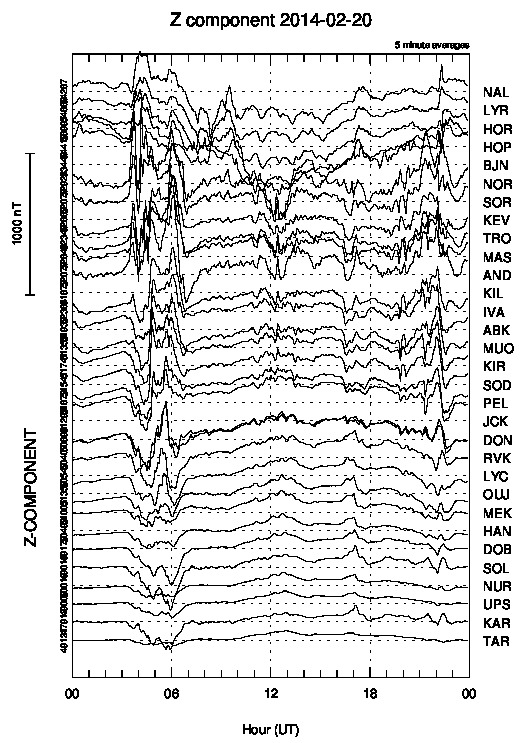 Z component 2014-02-20
5 minute averages
NAL
LYR
HOR
HOP
BJN
NOR
SOR
KEV
TRO
MAS
AND
KIL
IVA
ABK
MUO
KIR
SOD
PEL
JCK
DON
RVK
LYC
OUJ
MEK
HAN
DOB
SOL
NUR
UPS
KAR
TAR
1000 nT
Z-COMPONENT
00 06 12 18 00
Hour (UT)